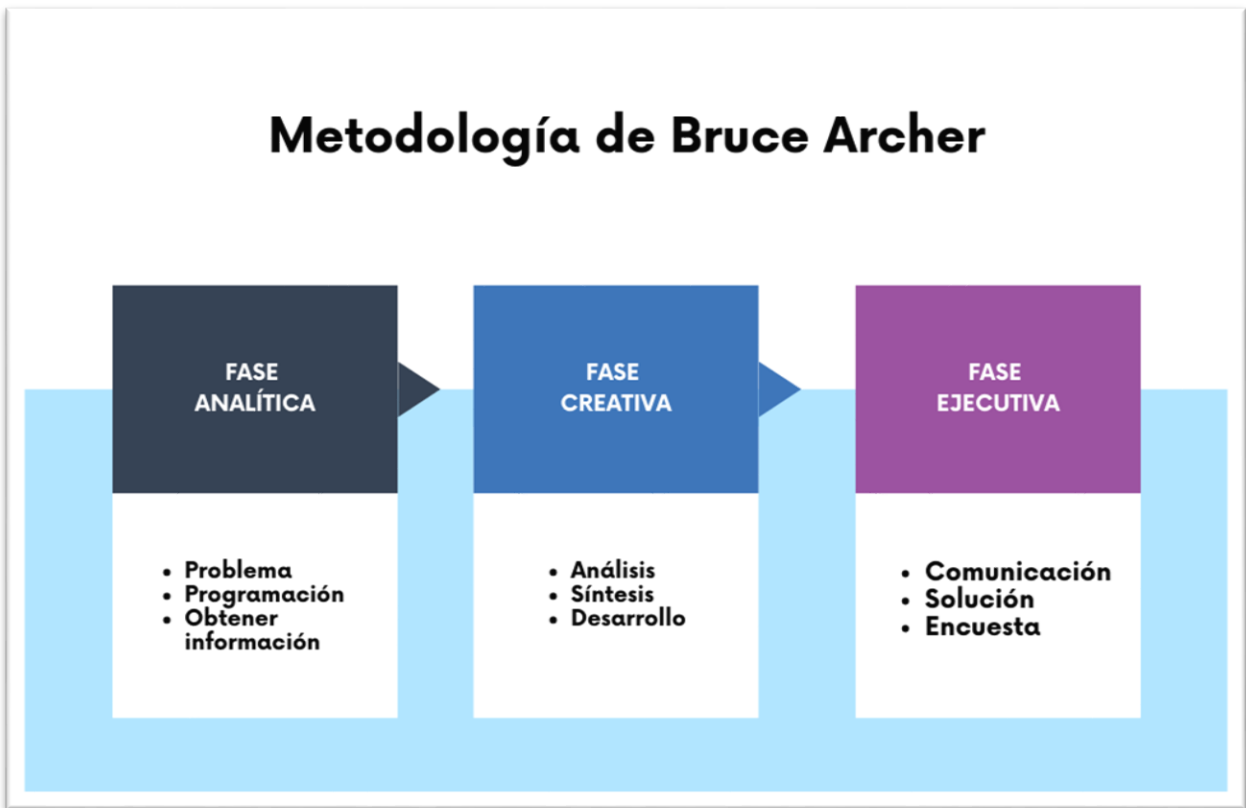 Metodología de Bruce Archer
FASE
ANALÍTICA
• Problema
• Programación
• Obtener
información
FASE
CREATIVA
• Análisis
• Síntesis
• Desarrollo
FASE
EJECUTIVA
• Comunicación
• Solución
• Encuesta